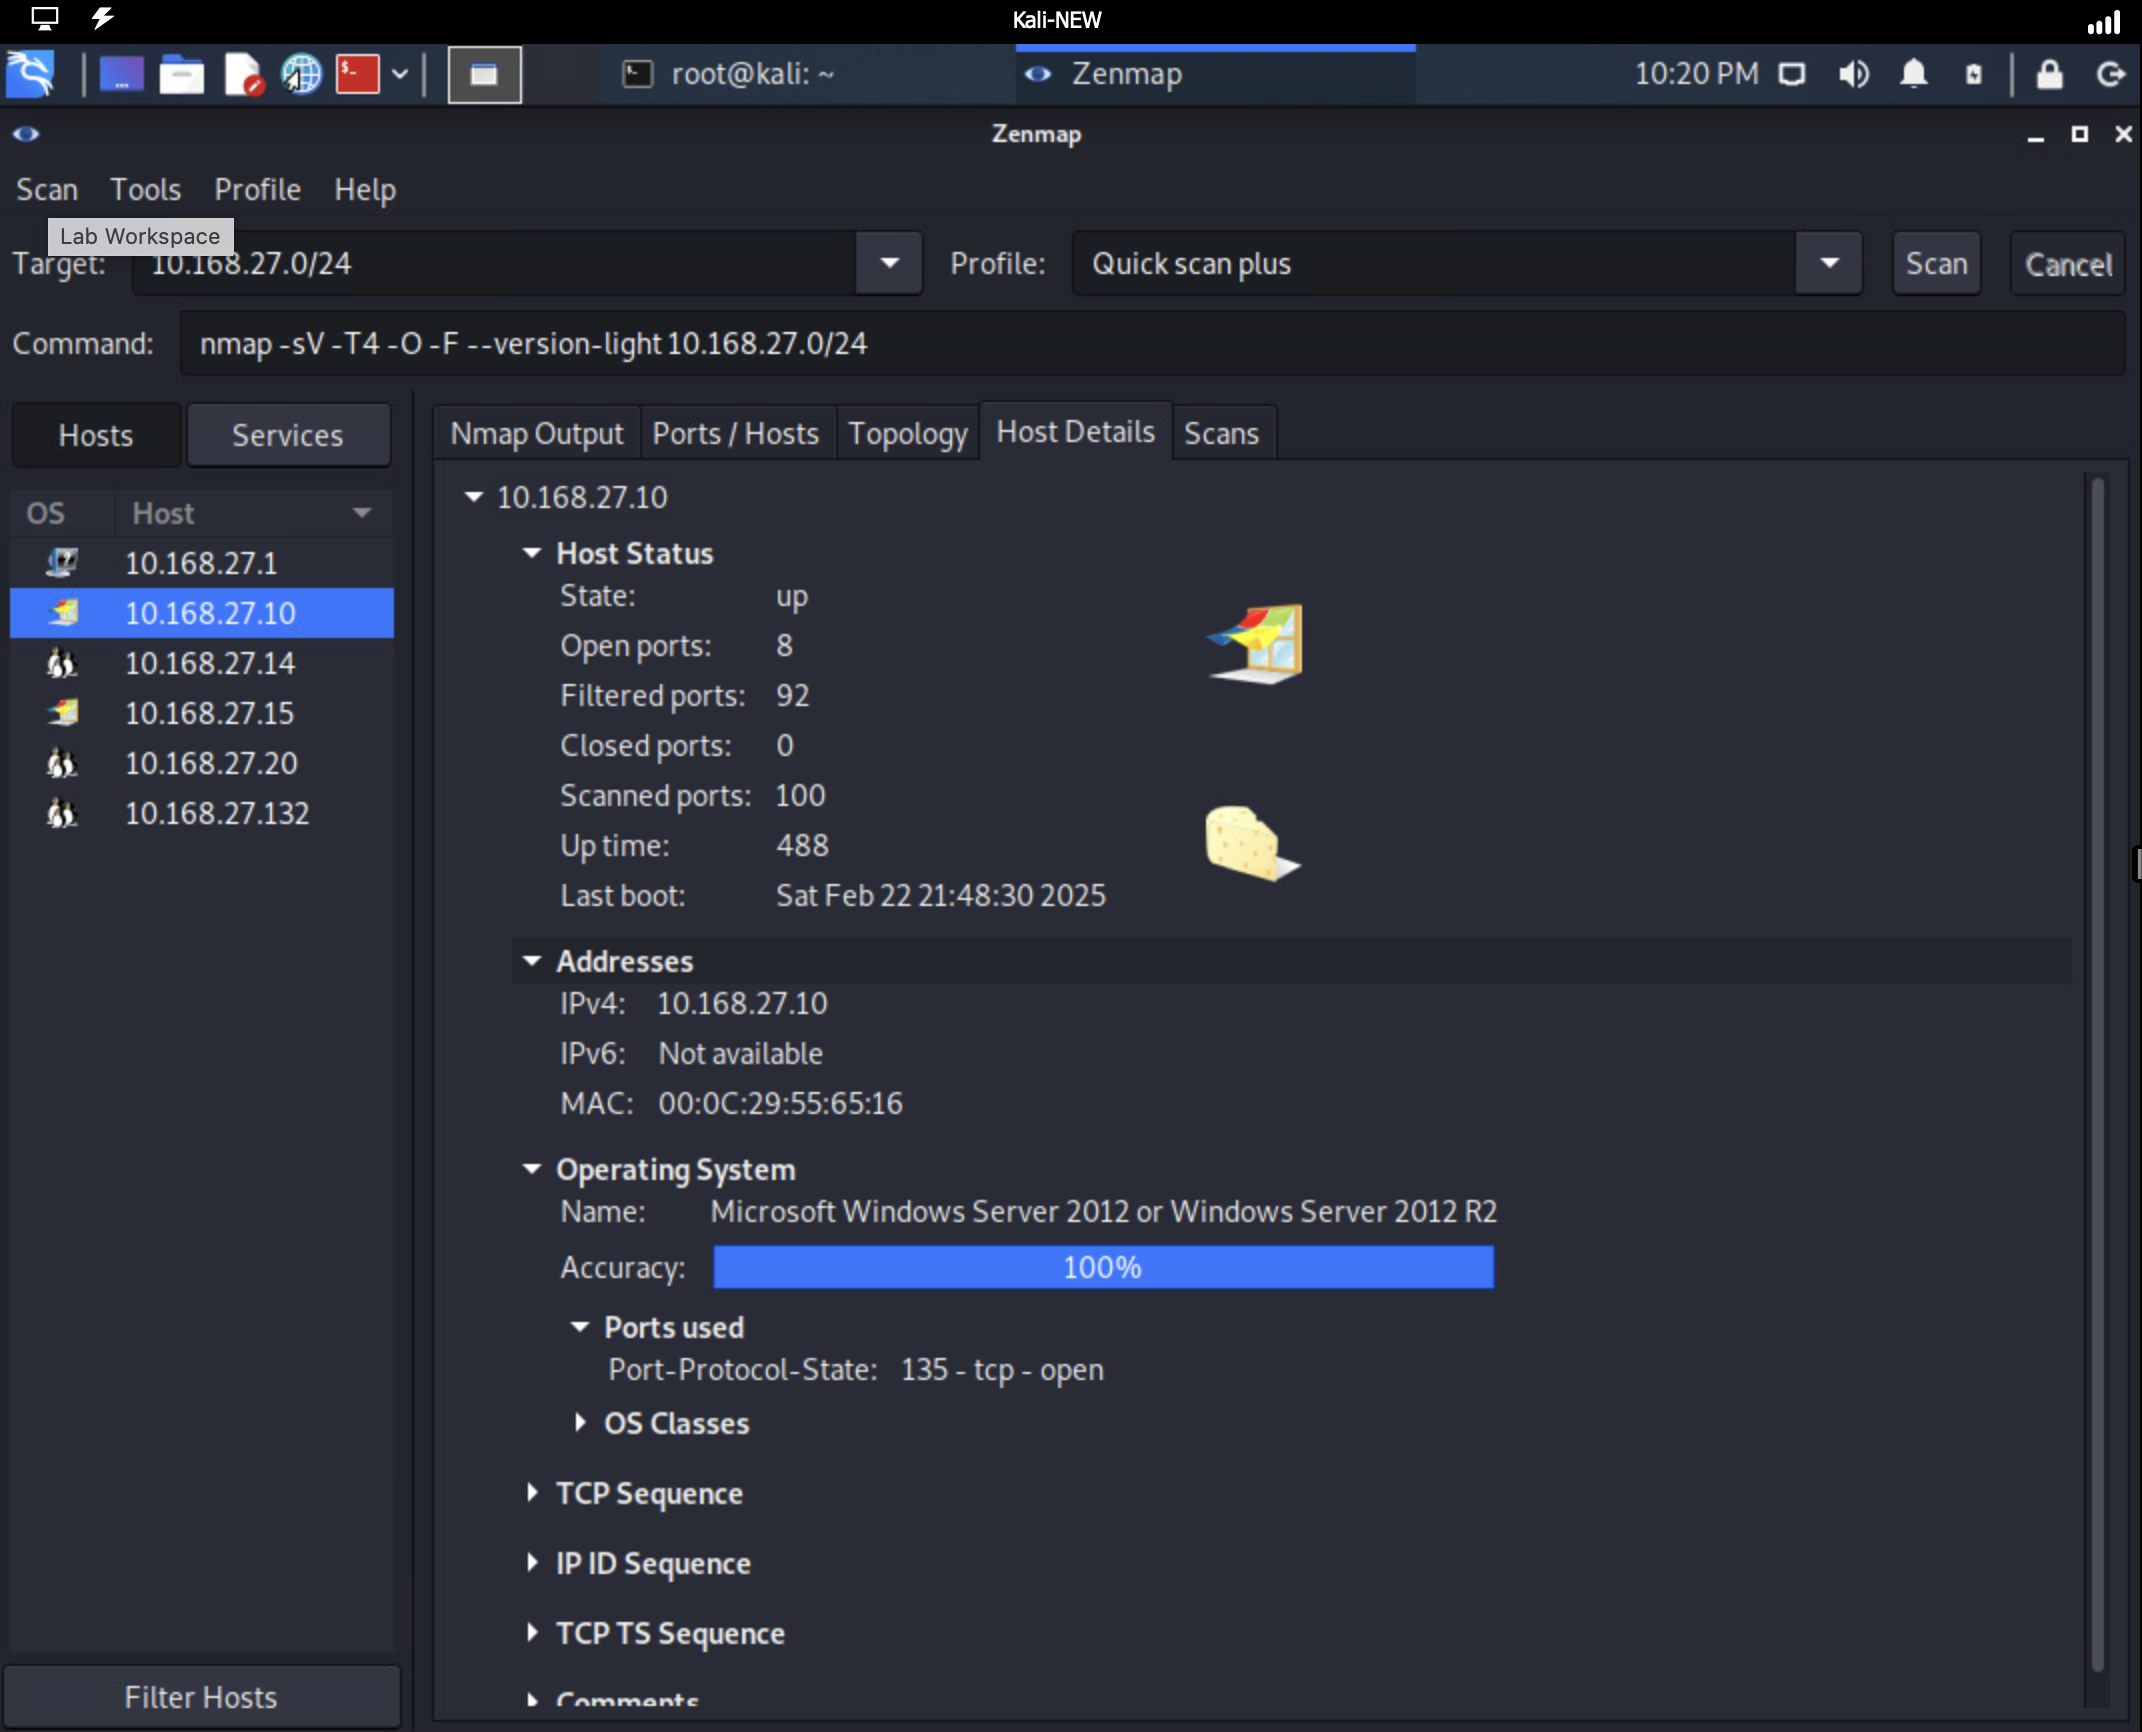 Kali-NEW
root@kali: ~
Zenmap
10:20 PM
Zenmap
Scan Tools Profile Help
Lab Workspace
Target: 10.168.27.0/24 Profile: Quick scan plus Scan Cancel
Command: nmap -sV -T4 -O -F --version-light 10.168.27.0/24
Hosts Services
Nmap Output Ports / Hosts Topology Host Details Scans
OS Host
10.168.27.1
10.168.27.10
10.168.27.14
10.168.27.15
10.168.27.20
10.168.27.132
10.168.27.10
Host Status
State: up
Open ports: 8
Filtered ports: 92
Closed ports: 0
Scanned ports: 100
Up time: 488
Last boot: Sat Feb 22 21:48:30 2025
Addresses
IPv4: 10.168.27.10
IPv6: Not available
MAC: 00:0C:29:55:65:16
Operating System
Name: Microsoft Windows Server 2012 or Windows Server 2012 R2
Accuracy: 100%
Ports used
Port-Protocol-State: 135 - tcp - open
OS Classes
TCP Sequence
IP ID Sequence
TCP TS Sequence
Comments
Filter Hosts